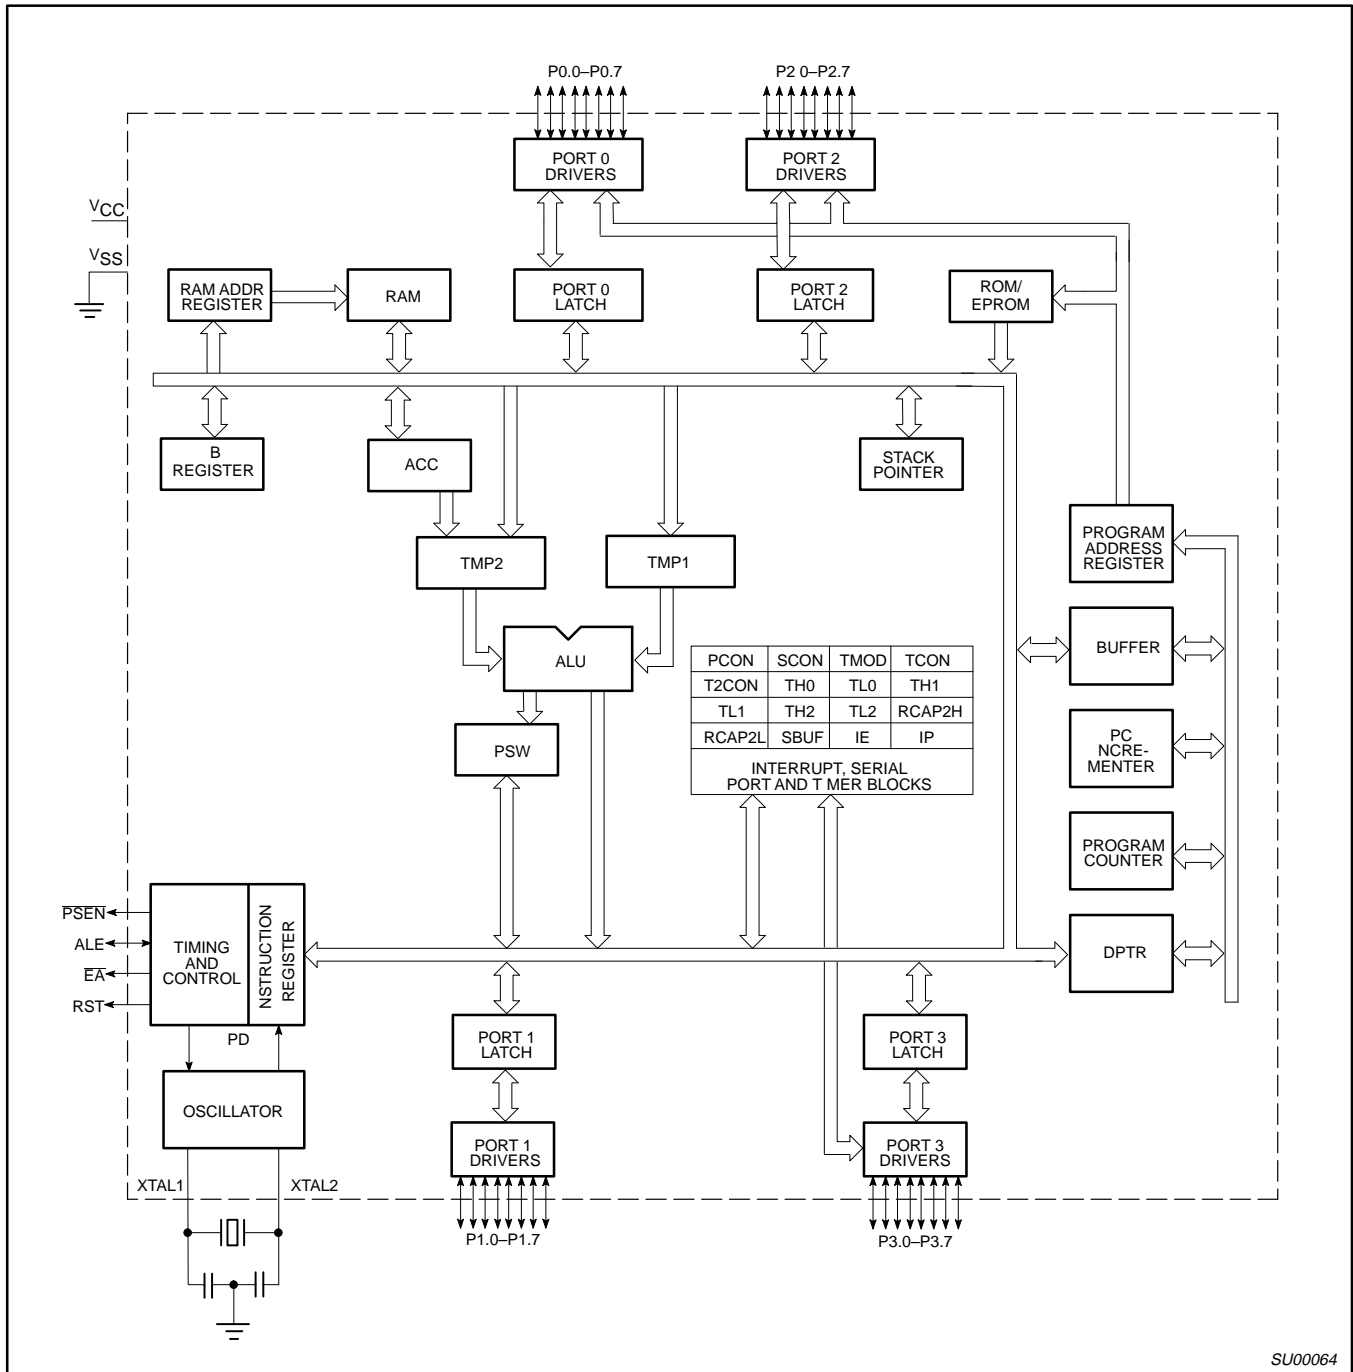 P0.0–P0.7
P2 0–P2.7
PORT 0
DRIVERS
PORT 2
DRIVERS
VCC
VSS
RAM ADDR
REGISTER
RAM
PORT 0
LATCH
PORT 2
LATCH
ROM/
EPROM
B
REGISTER
ACC
STACK
POINTER
PROGRAM
ADDRESS
REGISTER
TMP2
TMP1
ALU
BUFFER
PCON SCON TMOD TCON
T2CON TH0 TL0 TH1
TL1 TH2 TL2 RCAP2H
RCAP2L SBUF IE IP
INTERRUPT, SERIAL
PORT AND T MER BLOCKS
PSW
PC
NCRE-
MENTER
PROGRAM
COUNTER
PSEN
ALE
EA
RST
TIMING
AND
CONTROL
NSTRUCTION
REGISTER
DPTR
PD
PORT 1
LATCH
PORT 3
LATCH
OSCILLATOR
PORT 1
DRIVERS
PORT 3
DRIVERS
XTAL1
XTAL2
P1.0–P1.7
P3.0–P3.7
SU00064